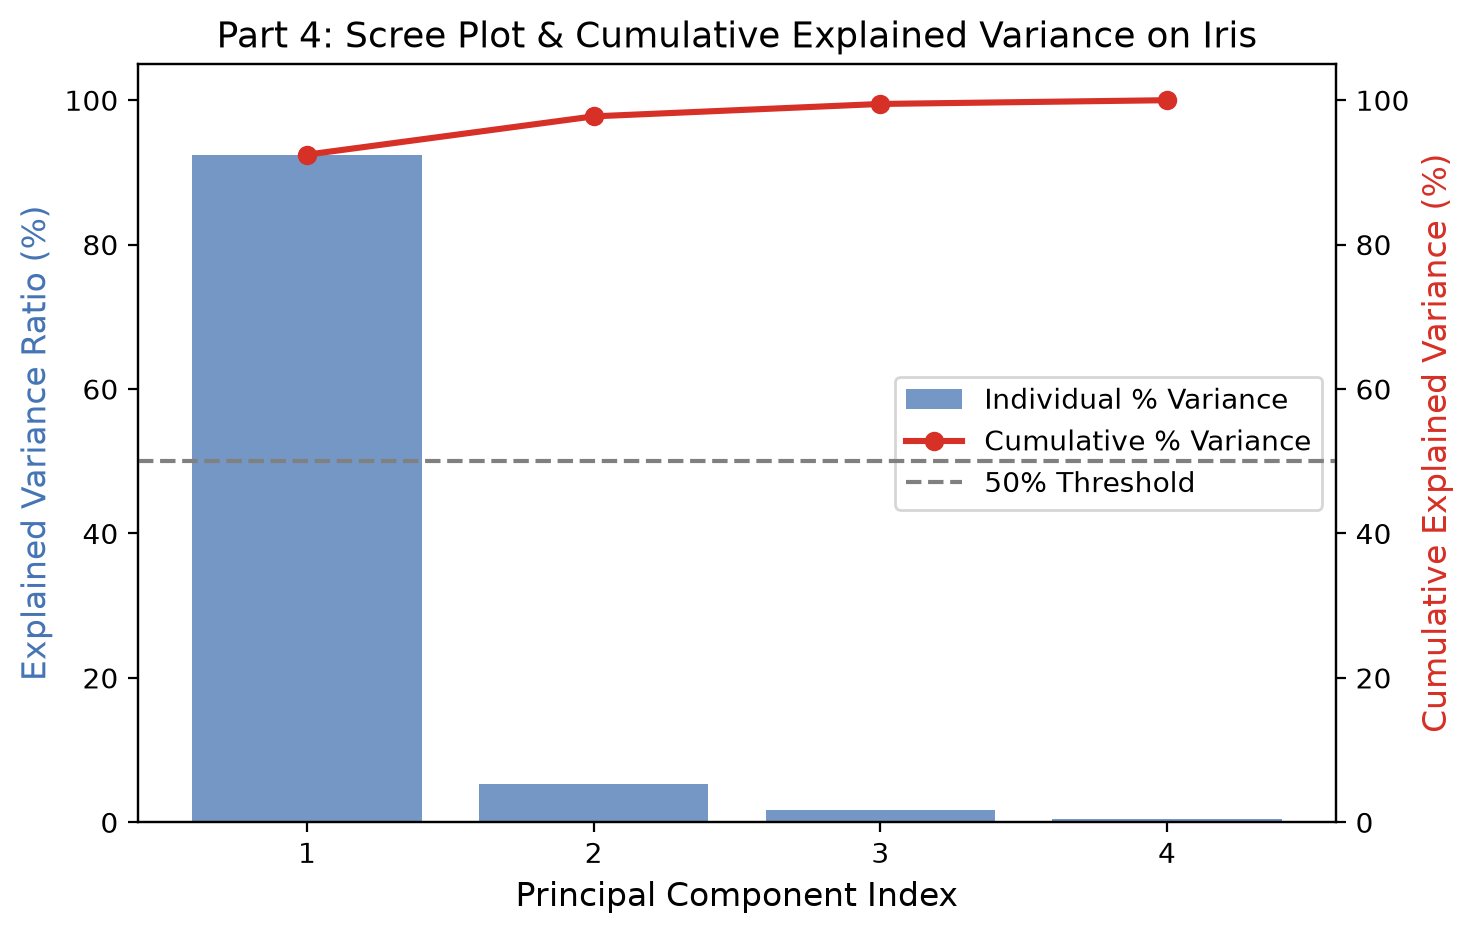 Part 4: Scree Plot & Cumulative Explained Variance on Iris
Explained Variance Ratio (%)
100
80
60
40
20
0
100
80
60
40
20
0
Cumulative Explained Variance (%)
Individual % Variance
Cumulative % Variance
50% Threshold
1 2 3 4
Principal Component Index